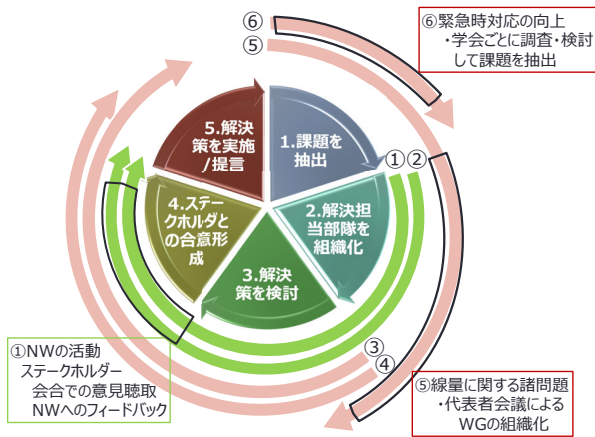 ⑥
⑤
⑥緊急時対応の向上
・学会ごとに調査・検討
して課題を抽出
5.解決
策を実施
/提言
1.課題を
抽出
①
②
4.ステー
クホルダと
の合意形
成
2.解決担
当部隊を
組織化
3.解決
策を検討
③
④
①NWの活動
ステークホルダー
会合での意見聴取
NWへのフィードバック
⑤線量に関する諸問題
・代表者会議による
WGの組織化